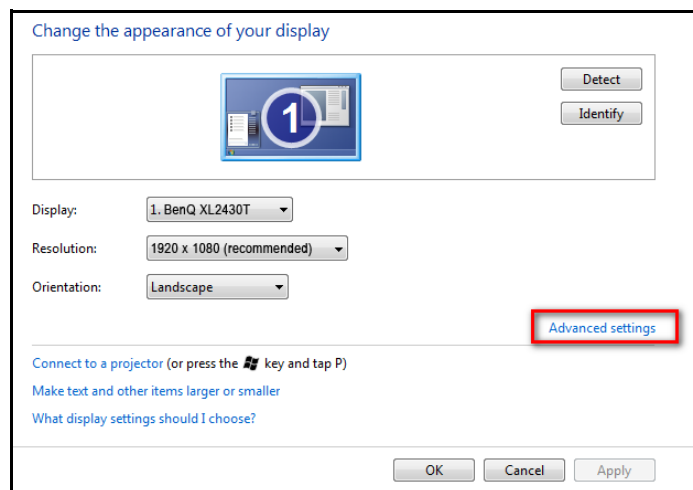 Change the appearance of your display
Detect
1
Identify
Display: 1. BenQ XL2430T
Resolution: 1920 x 1080 (recommended)
Orientation: Landscape
Advanced settings
Connect to a projector (or press the key and tap P)
Make text and other items larger or smaller
What display settings should I choose?
OK Cancel Apply